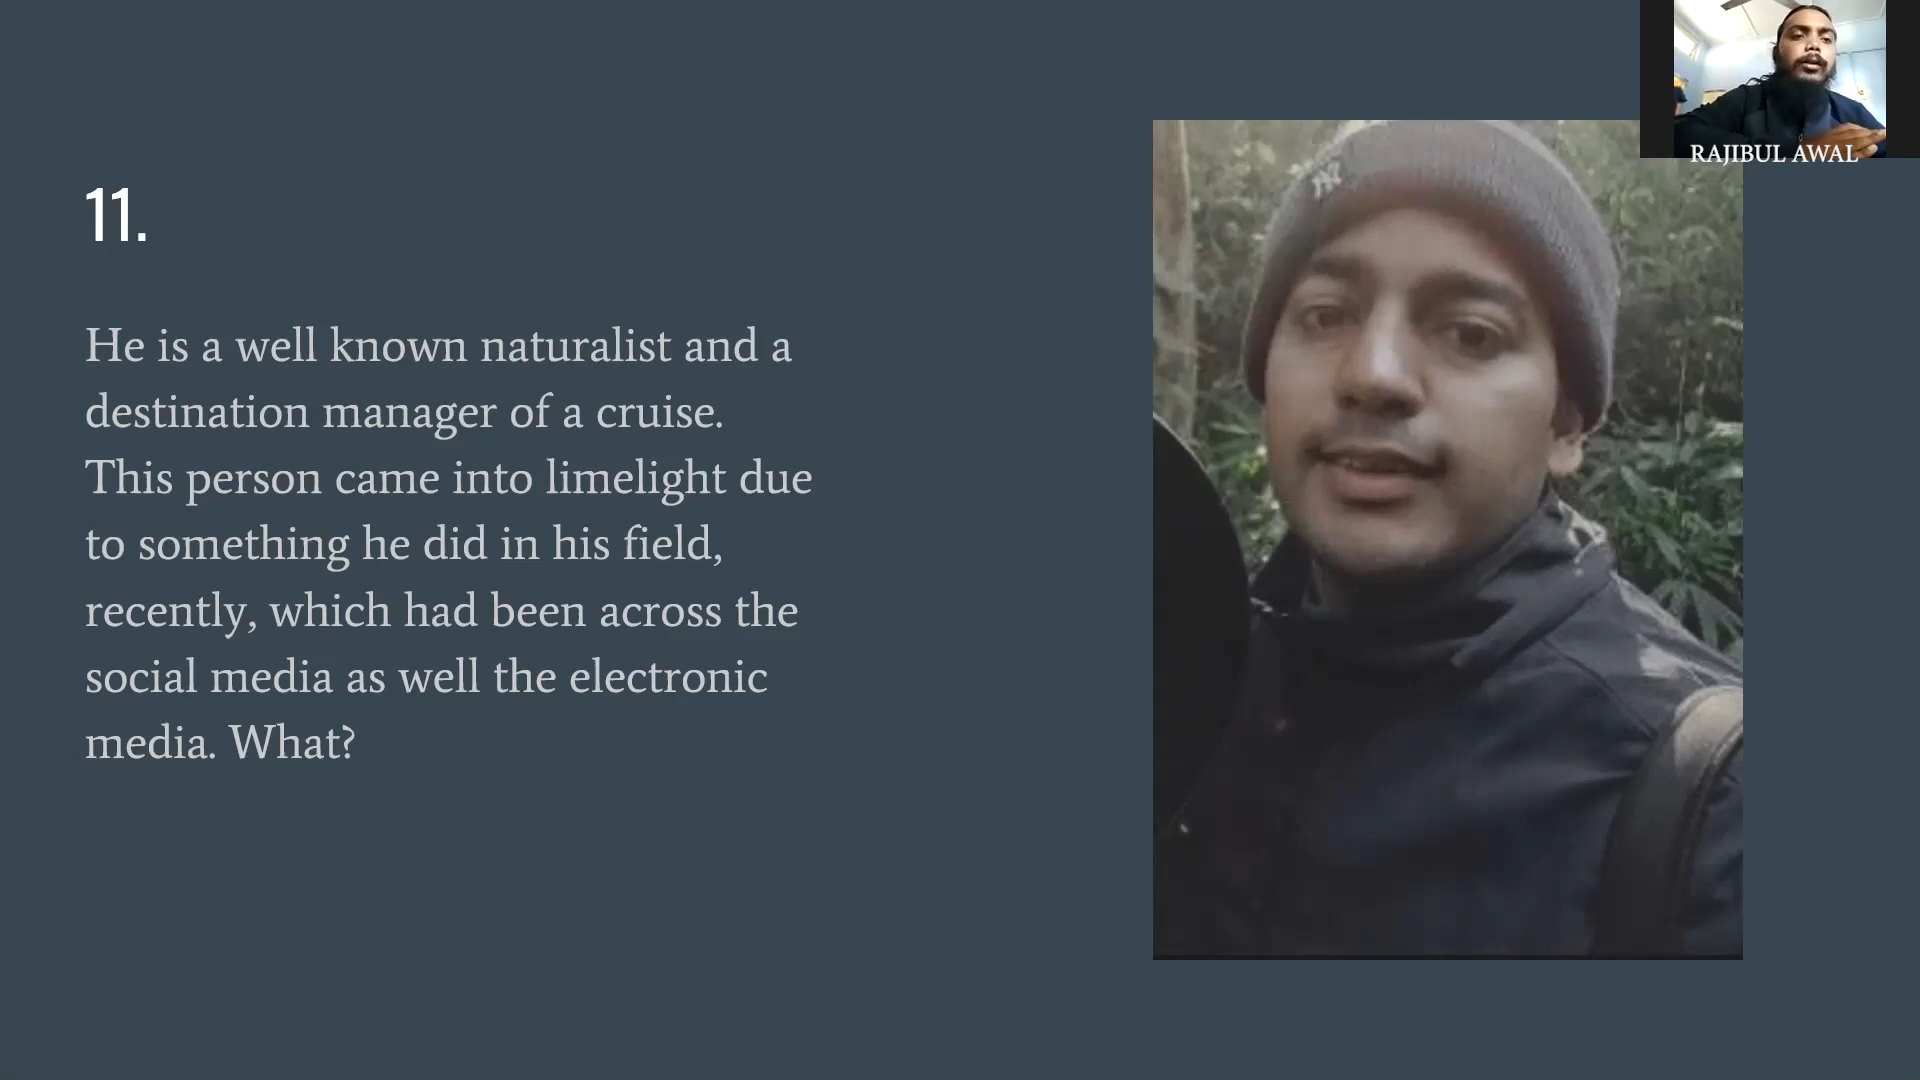 RAJIBUL AWAL
11.
He is a well known naturalist and a
destination manager of a cruise.
This person came into limelight due
to something he did in his field,
recently, which had been across the
social media as well the electronic
media. What?
NY